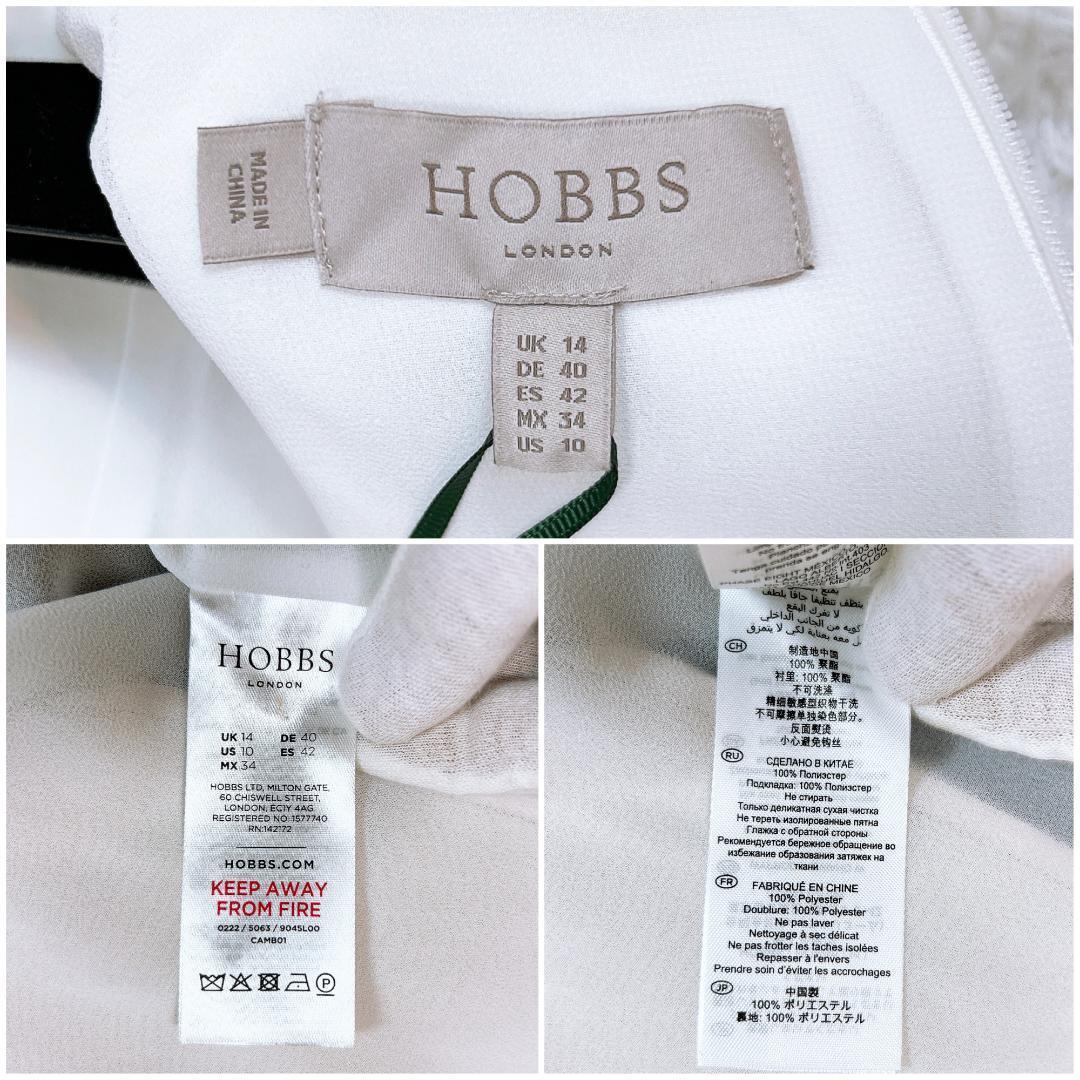 MADE IN
CHINA
HOBBS
LONDON
UK 14
DE 40
ES 42
MX 34
US 10
HOBBS
LONDON
UK 14 DE 40
US 10 ES 42
MX 34
HOBBS LTD, MILTON GATE,
60 CHISWELL STREET,
LONDON, EC1Y 4AG
REGISTERED NO: 1577740
RN:142172
HOBBS.COM
KEEP AWAY
FROM FIRE
0222 / 5063 / 9045L00
CAMB01
P
لا تفرك البقع
CH
制造地中国
100% 聚酯
衬里: 100% 聚酯
不可洗涤
精细敏感型织物干洗
不可摩擦单独染色部分。
反面熨烫
小心避免钩丝
RU
СДЕЛАНО В КИТАЕ
100% Полиэстер
Подкладка: 100% Полиэстер
Не стирать
Только деликатная сухая чистка
Не тереть изолированные пятна
Глажка с обратной стороны
Рекомендуется бережное обращение во
избежание образования затяжек на
ткани
FR
FABRIQUÉ EN CHINE
100% Polyester
Doublure: 100% Polyester
Ne pas laver
Nettoyage à sec délicat
Ne pas frotter les taches isolées
Repasser à l'envers
Prendre soin d'éviter les accrochages
JP
中国製
100% ポリエステル
裏地: 100% ポリエステル